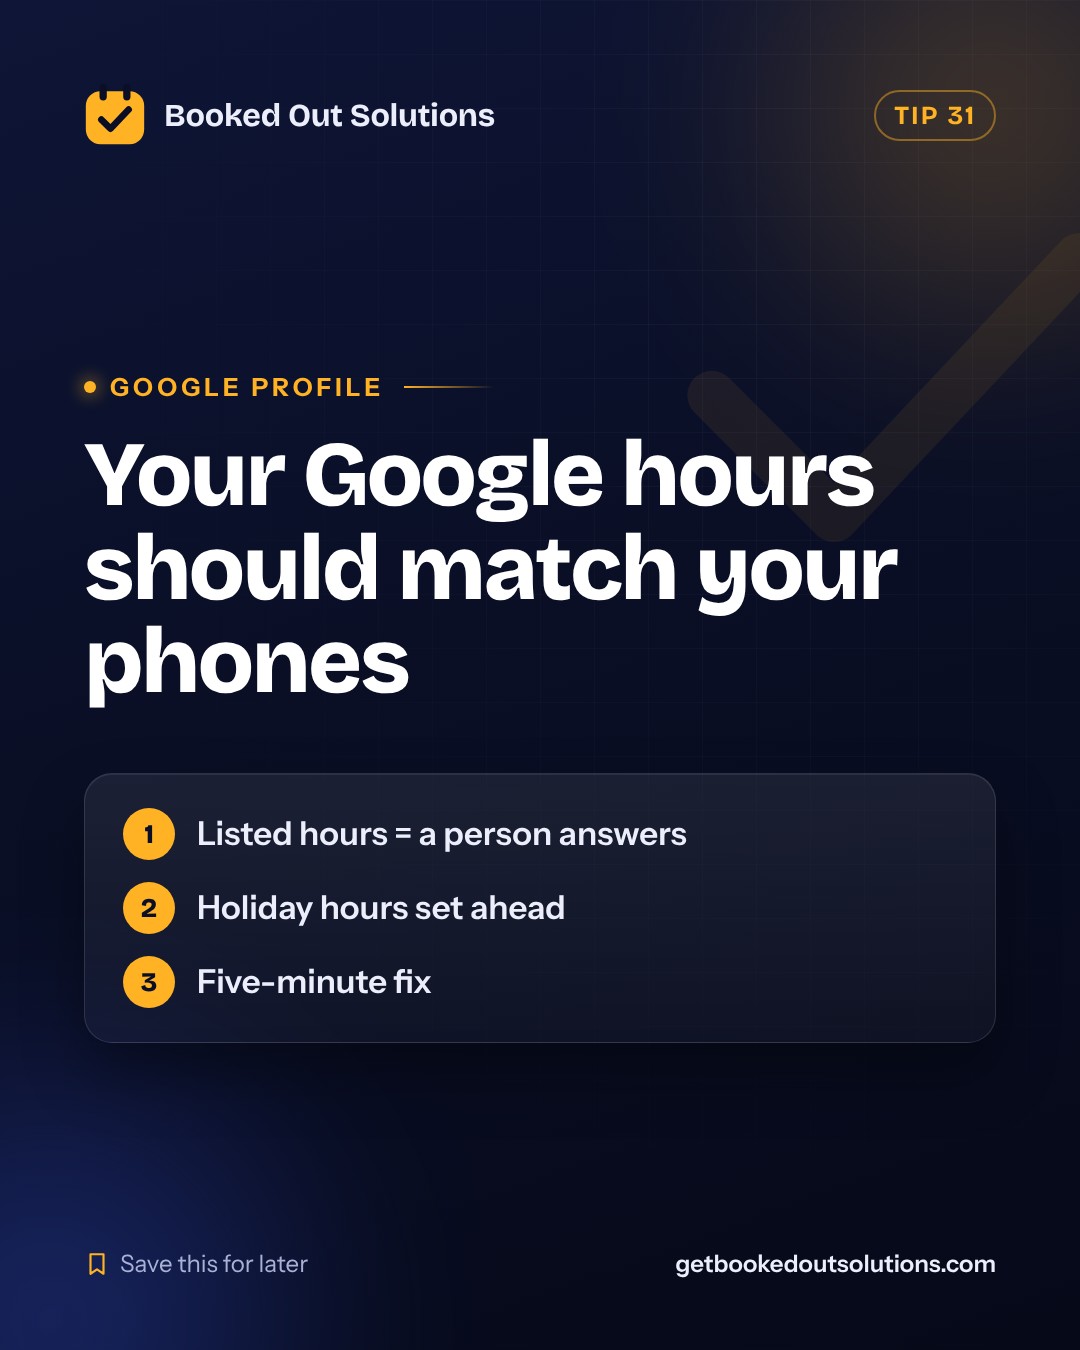 Booked Out Solutions
TIP 31
GOOGLE PROFILE
Your Google hours
should match your
phones
1 Listed hours = a person answers
2 Holiday hours set ahead
3 Five-minute fix
Save this for later
getbookedoutsolutions.com